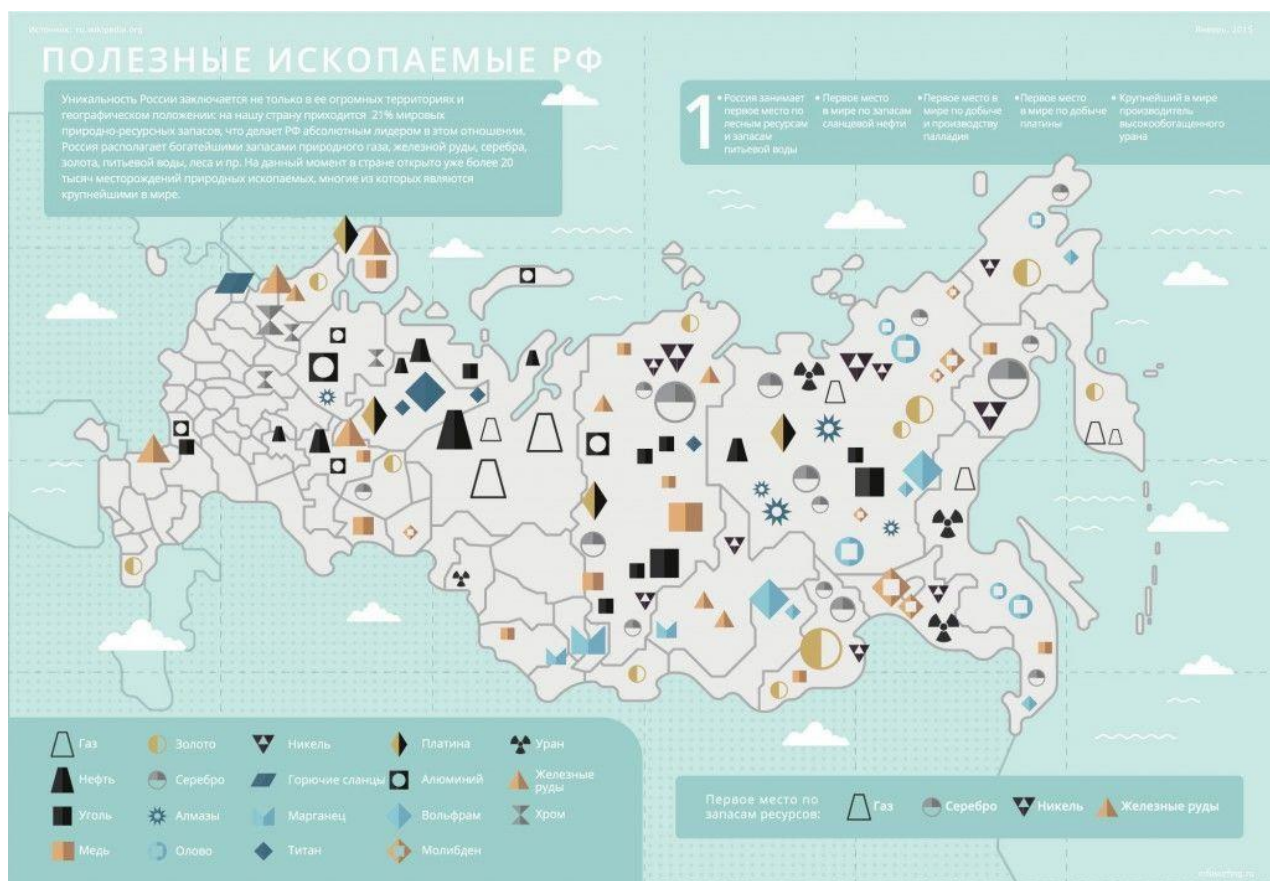 Источник: ru.wikipedia.org
Январь, 2015
ПОЛЕЗНЫЕ ИСКОПАЕМЫЕ РФ
Уникальность России заключается не только в ее огромных территориях и
географическом положении: на нашу страну приходится 21% мировых
природно-ресурсных запасов, что делает РФ абсолютным лидером в этом отношении.
Россия располагает богатейшими запасами природного газа, железной руды, серебра,
золота, питьевой воды, леса и пр. На данный момент в стране открыто уже более 20
тысяч месторождений природных ископаемых, многие из которых являются
крупнейшими в мире.
1
• Россия занимает
первое место по
лесным ресурсам
и запасам
питьевой воды
• Первое место
в мире по запасам
сланцевой нефти
• Первое место в
мире по добыче
и производству
палладия
• Первое место
в мире по добыче
платины
• Крупнейший в мире
производитель
высокообогащенного
урана
Газ
Золото
Никель
Платина
Уран
Нефть
Серебро
Горючие сланцы
Алюминий
Железные
руды
Уголь
Алмазы
Марганец
Вольфрам
Хром
Медь
Олово
Титан
Молибден
Первое место по
запасам ресурсов:
Газ
Серебро
Никель
Железные руды